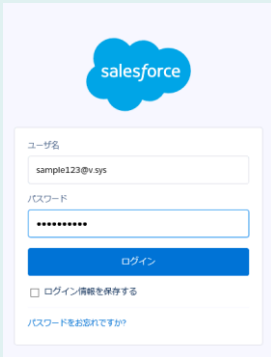 salesforce
ユーザ名
sample123@v.sys
パスワード
••••••••••
ログイン
ログイン情報を保存する
パスワードをお忘れですか?